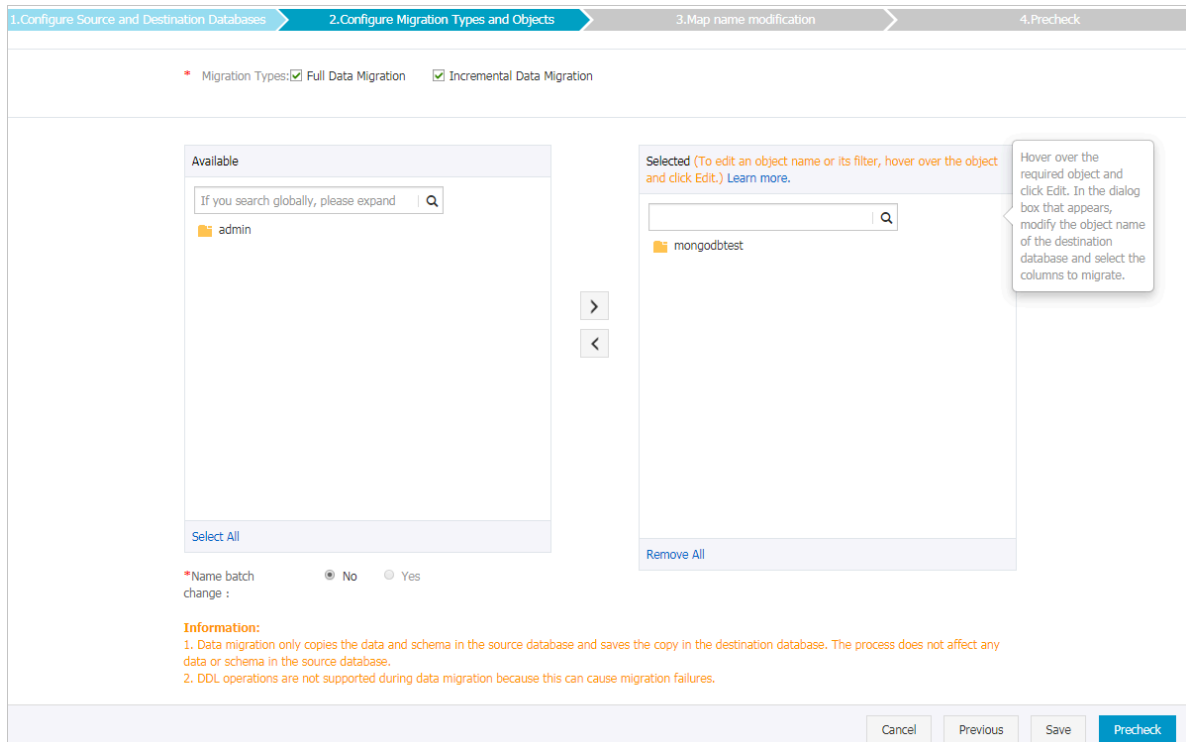 1.Configure Source and Destination Databases
2.Configure Migration Types and Objects
3.Map name modification
4.Precheck
* Migration Types: Full Data Migration Incremental Data Migration
Available
If you search globally, please expand
admin
Select All
Selected (To edit an object name or its filter, hover over the object
and click Edit.) Learn more.
mongodbtest
Remove All
Hover over the
required object and
click Edit. In the dialog
box that appears,
modify the object name
of the destination
database and select the
columns to migrate.
*Name batch
change :
No Yes
Information:
1. Data migration only copies the data and schema in the source database and saves the copy in the destination database. The process does not affect any
data or schema in the source database.
2. DDL operations are not supported during data migration because this can cause migration failures.
Cancel
Previous
Save
Precheck